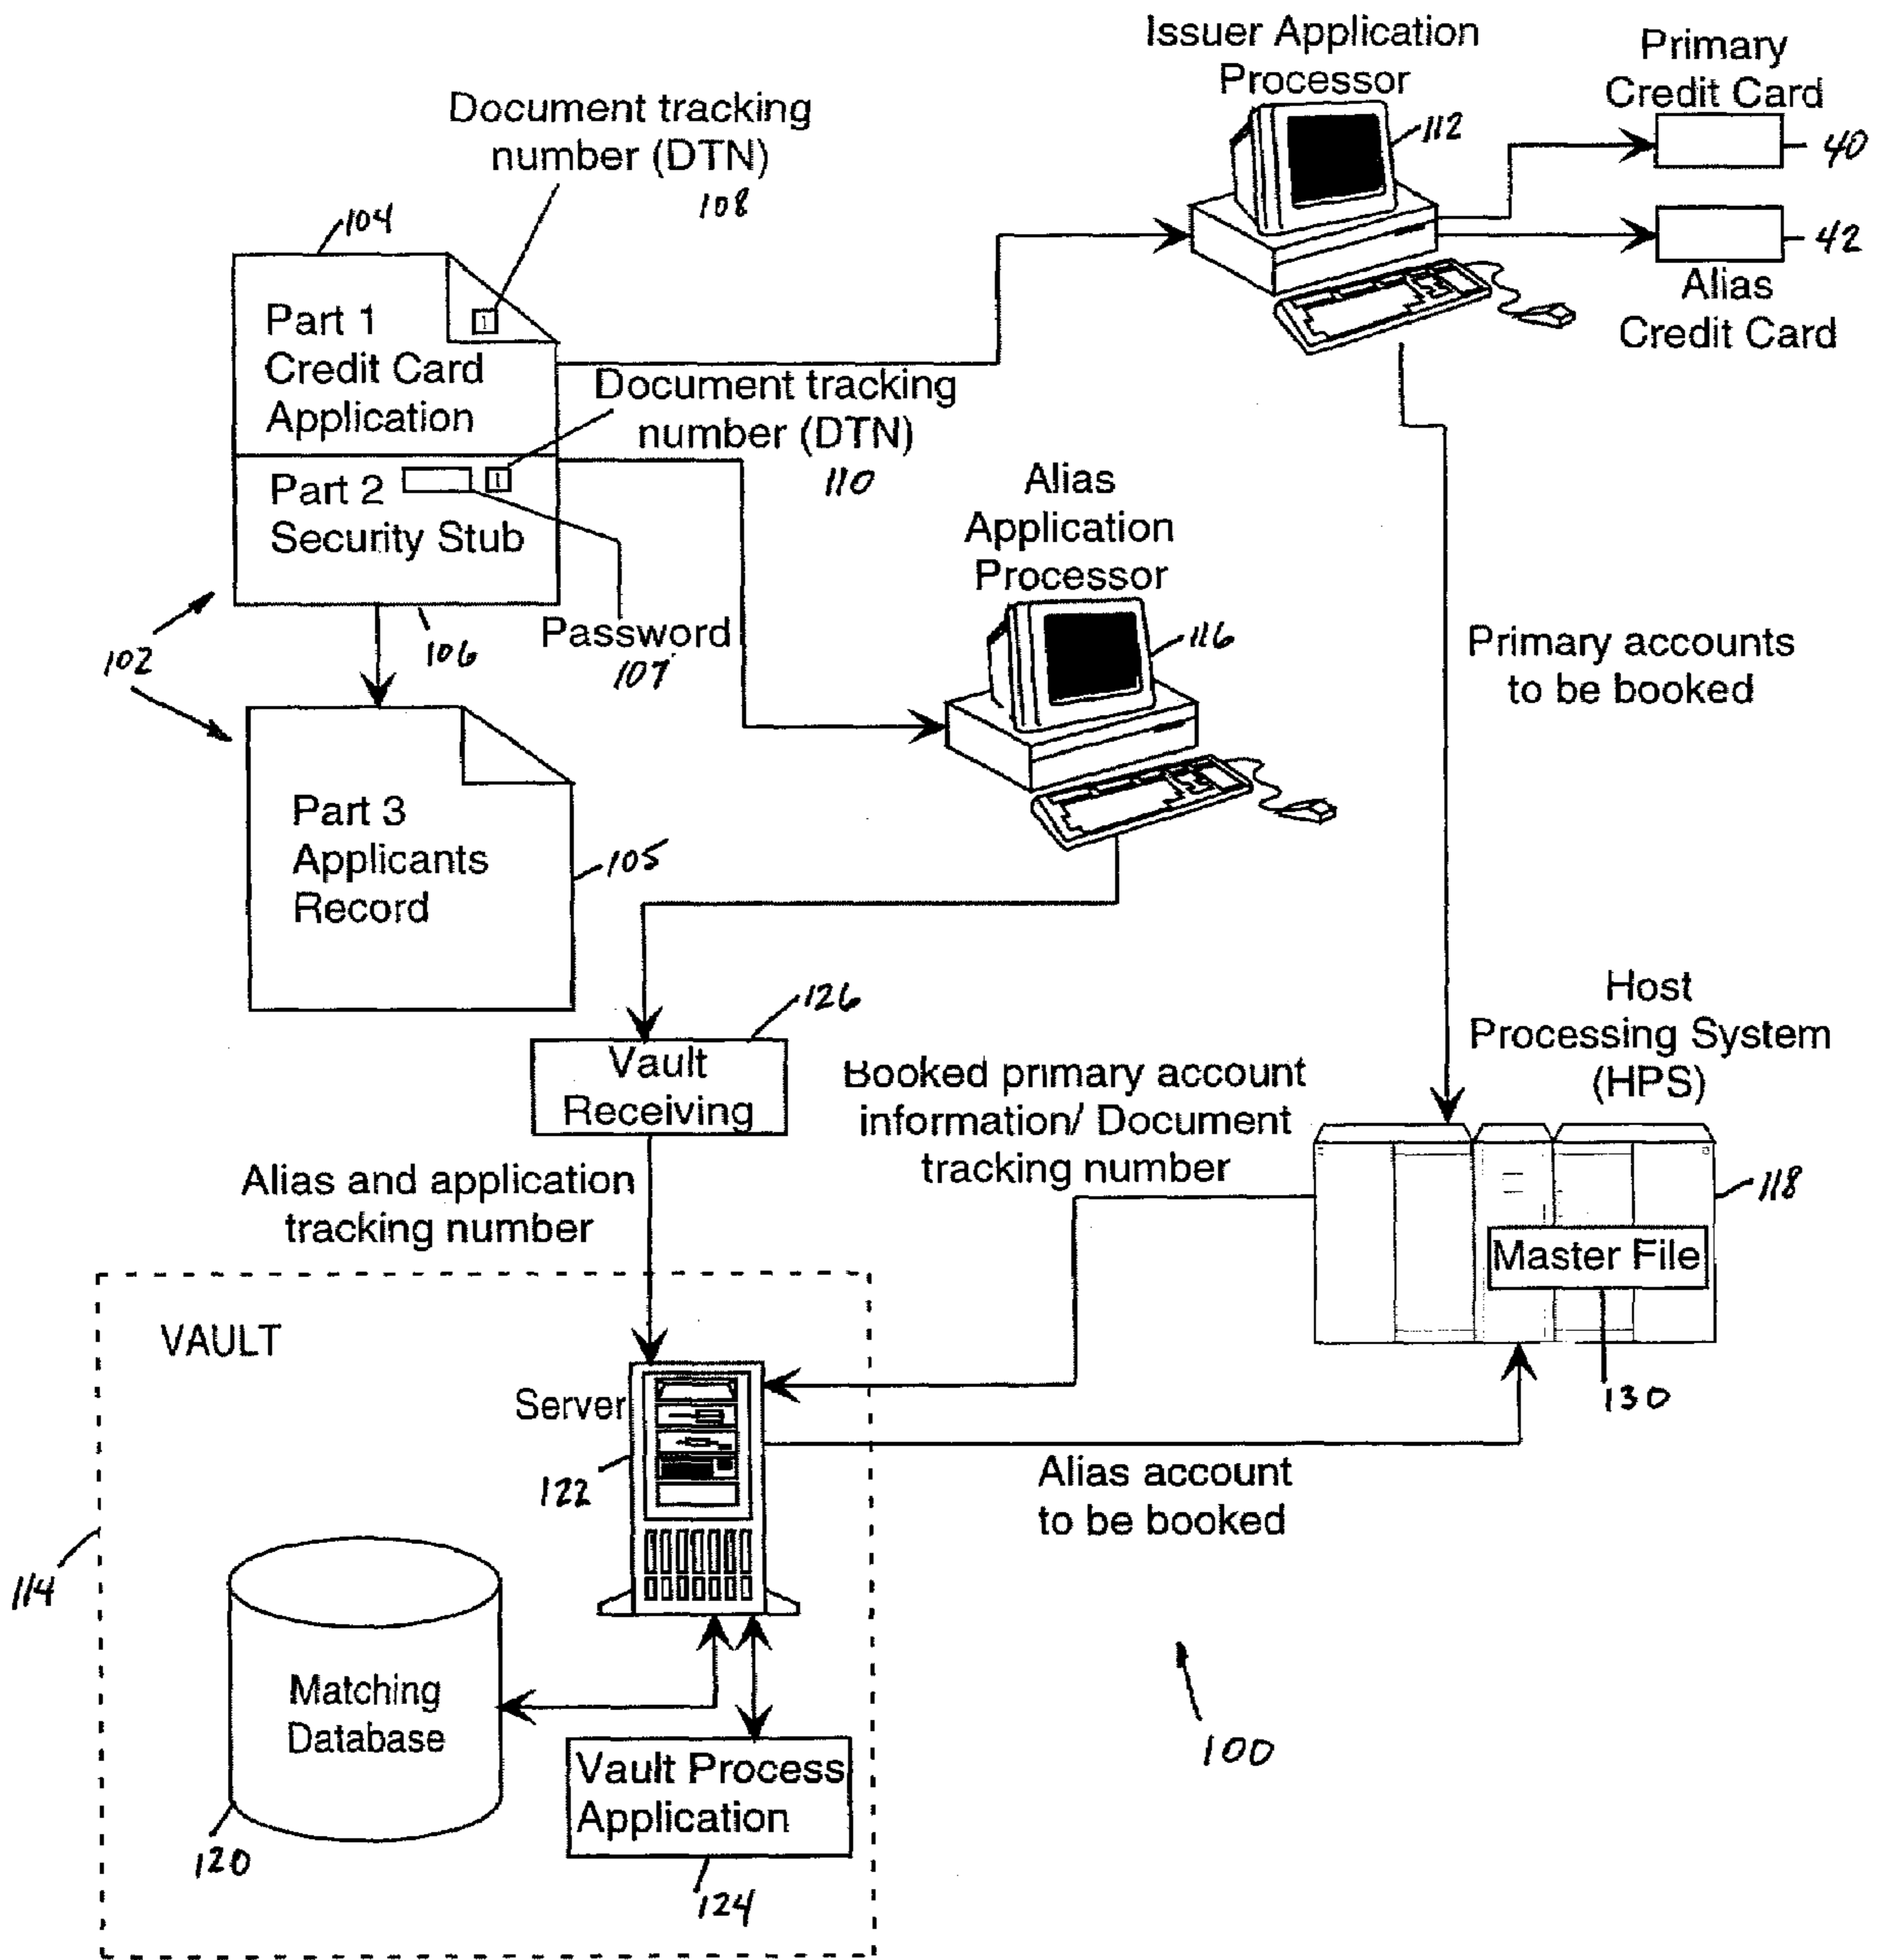 Issuer Application
Processor
112
Primary
Credit Card
40
42
Alias
Credit Card
Document tracking
number (DTN)
108
104
1
Part 1
Credit Card
Application
Document tracking
number (DTN)
110
1
Part 2
Security Stub
102
106
Password
107
Alias
Application
Processor
116
Primary accounts
to be booked
Part 3
Applicants
Record
105
126
Vault
Receiving
Host
Processing System
(HPS)
Booked primary account
information/ Document
tracking number
118
Master File
130
Alias and application
tracking number
VAULT
Server
122
Alias account
to be booked
114
Matching
Database
120
Vault Process
Application
124
100